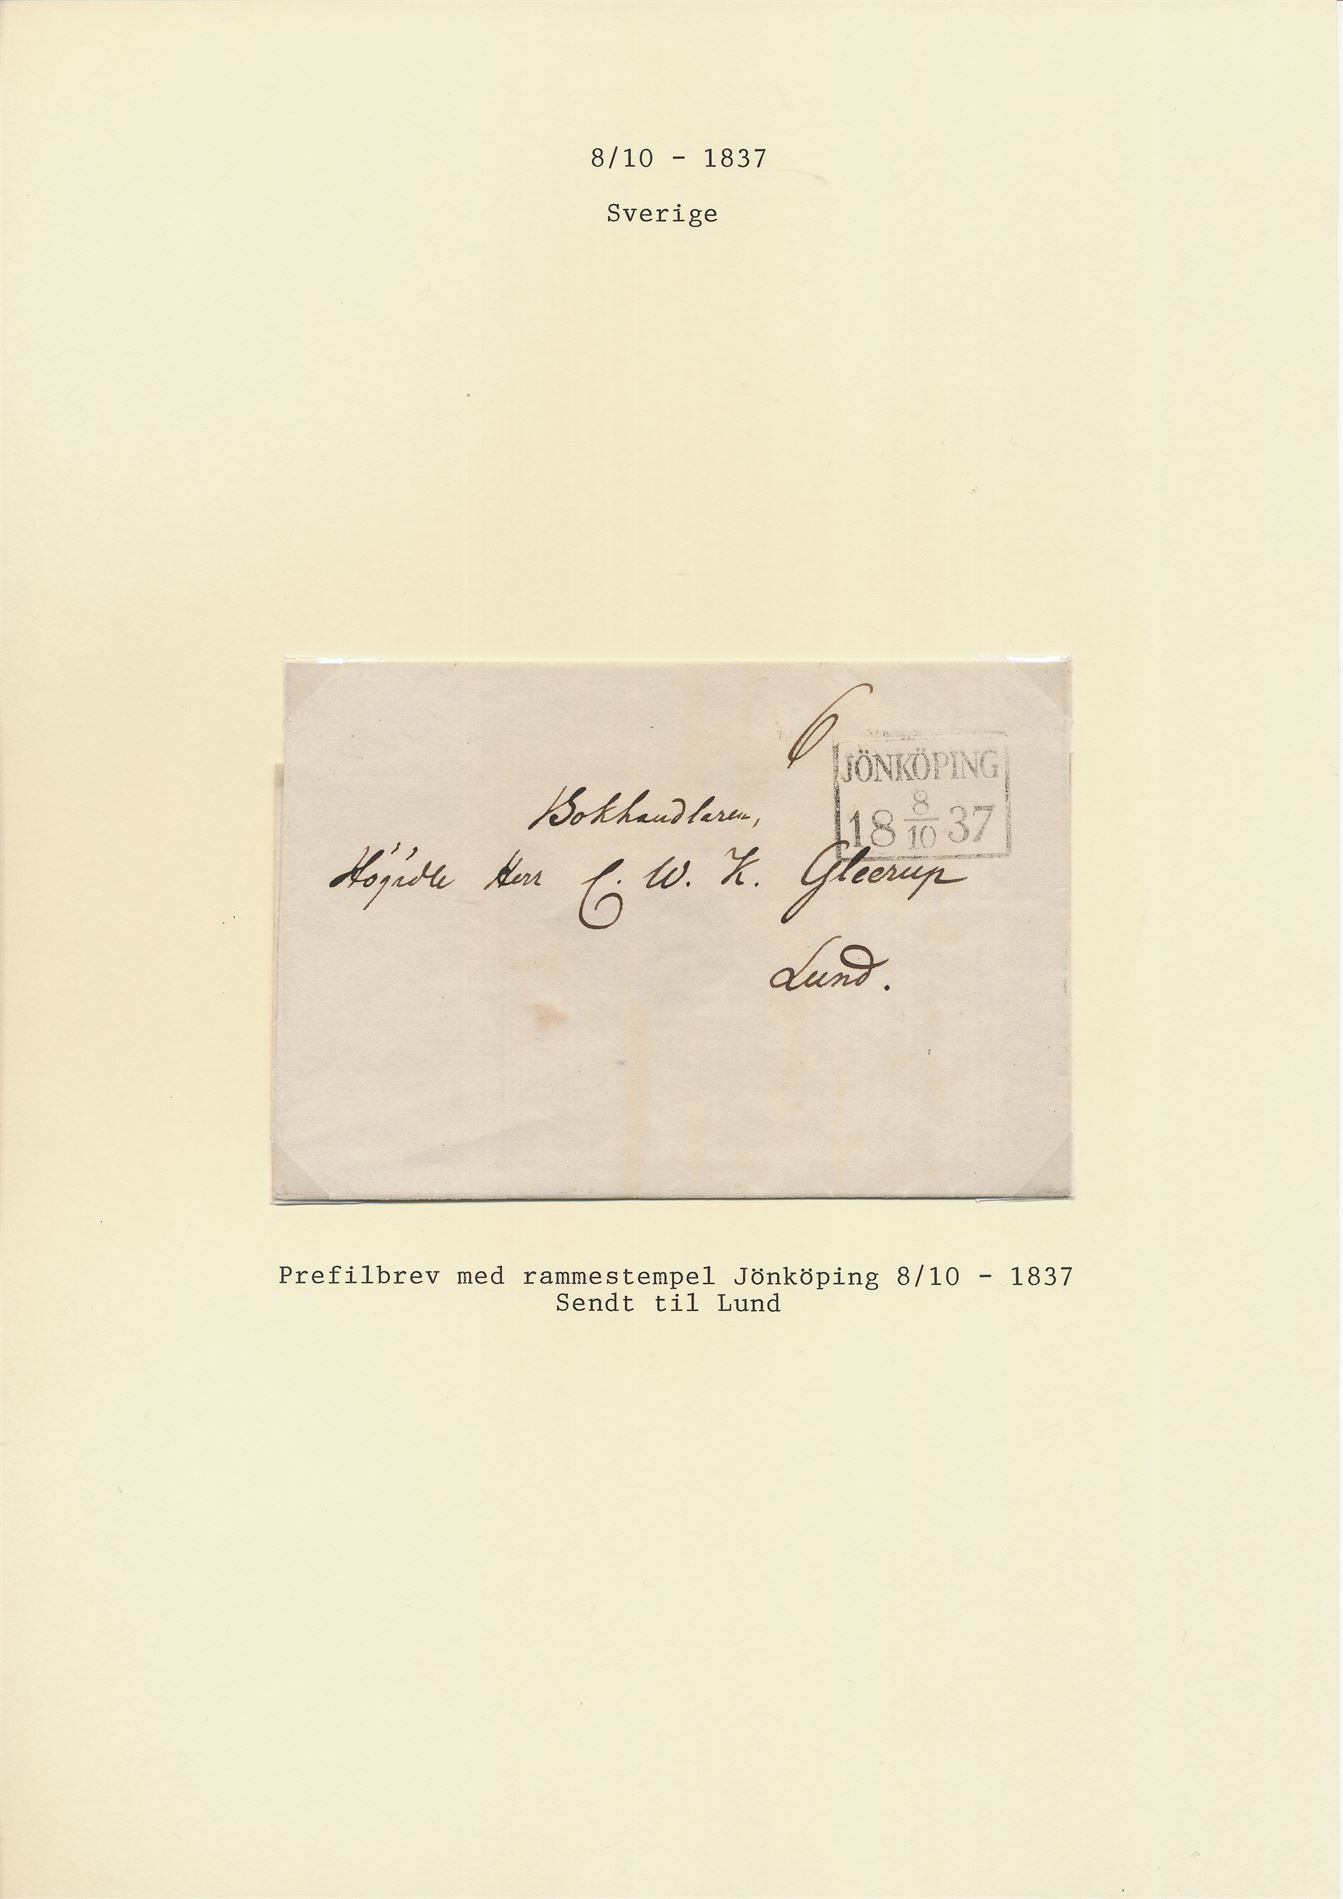 8/10 - 1837
Sverige
6
JÖNKÖPING
18 8/10 37
Bokhandlaren,
Högädle Herr C. W. K. Gleerup
Lund.
Prefilbrev med rammestempel Jönköping 8/10 - 1837
Sendt til Lund